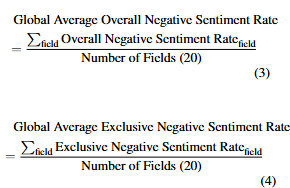 Global Average Overall Negative Sentiment Rate
= ∑field Overall Negative Sentiment Ratefield
Number of Fields (20)
(3)
Global Average Exclusive Negative Sentiment Rate
= ∑field Exclusive Negative Sentiment Ratefield
Number of Fields (20)
(4)